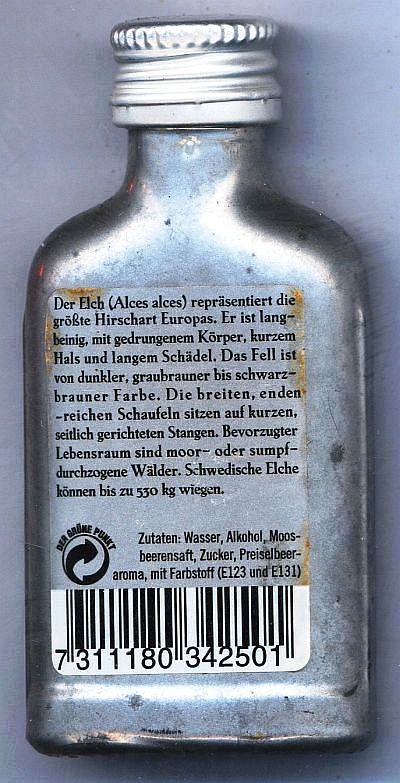 Der Elch (Alces alces) repräsentiert die
größte Hirschart Europas. Er ist lang-
beinig, mit gedrungenem Körper, kurzem
Hals und langem Schädel. Das Fell ist
von dunkler, graubrauner bis schwarz-
brauner Farbe. Die breiten, enden
-reichen Schaufeln sitzen auf kurzen,
seitlich gerichteten Stangen. Bevorzugter
Lebensraum sind moor- oder sumpf-
durchzogene Wälder. Schwedische Elche
können bis zu 530 kg wiegen.
DER GRÜNE PUNKT
Zutaten: Wasser, Alkohol, Moos-
beerensaft, Zucker, Preiselbeer-
aroma, mit Farbstoff (E123 und E131)
7 311180 342501